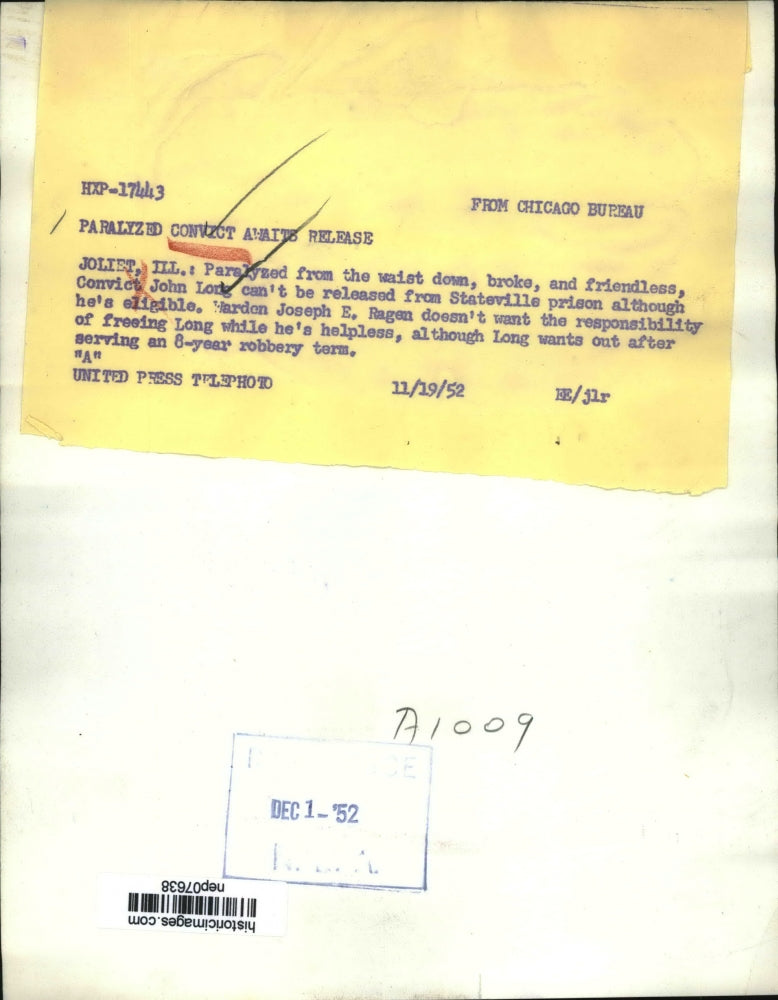 HXP-17443
FROM CHICAGO BUREAU
PARALYZED CONVICT AWAITS RELEASE
JOLIET, ILL.: Paralyzed from the waist down, broke, and friendless,
Convict John Long can't be released from Stateville prison although
he's eligible. Warden Joseph E. Ragen doesn't want the responsibility
of freeing Long while he's helpless, although Long wants out after
serving an 8-year robbery term.
"A"
UNITED PRESS TELEPHOTO 11/19/52 EE/jlr
A1009
DEC 1-'52
historicimages.com
nep07638